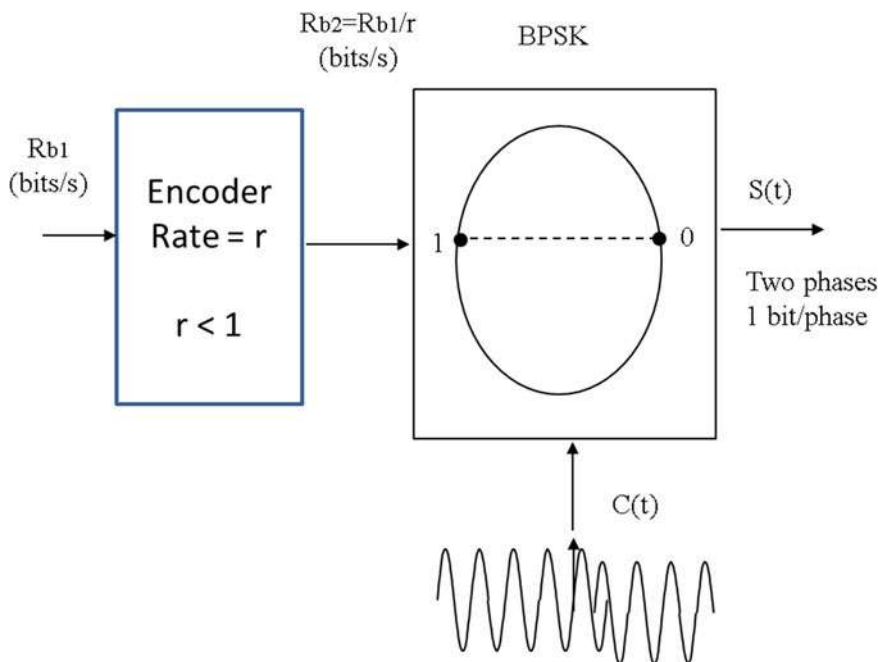 Rb1
(bits/s)
Encoder
Rate = r
r < 1
Rb2=Rb1/r
(bits/s)
BPSK
1
0
S(t)
Two phases
1 bit/phase
C(t)